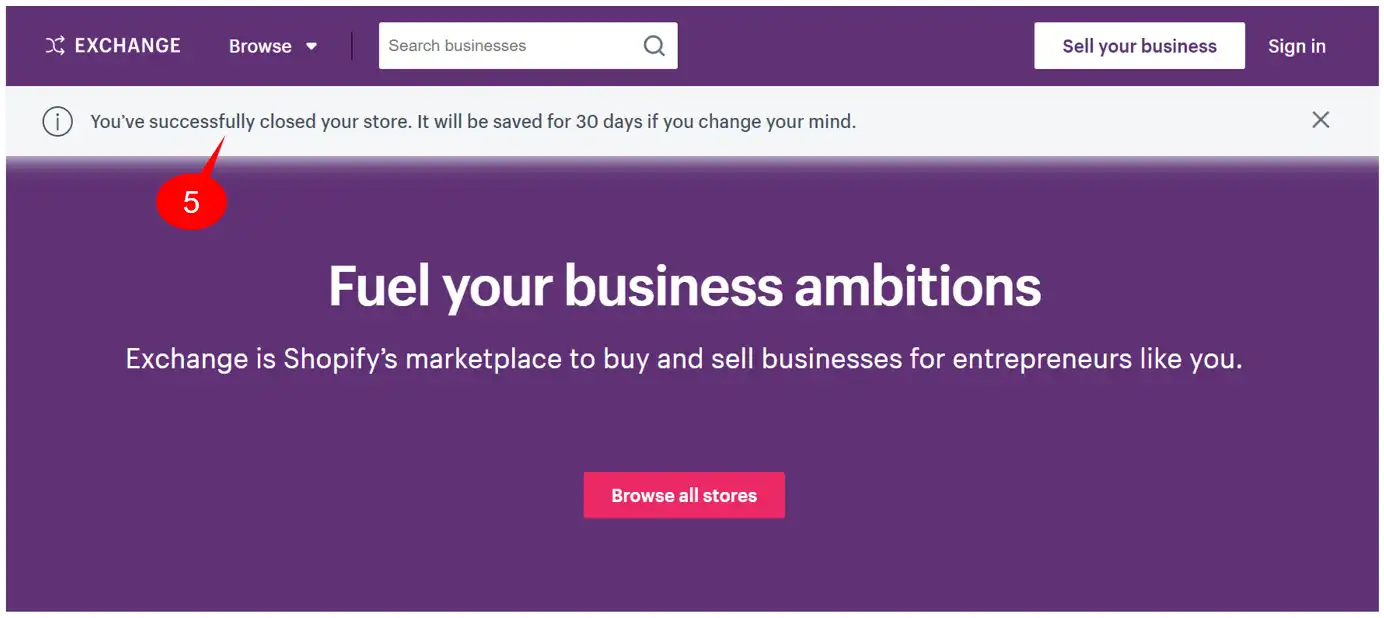 EXCHANGE Browse Search businesses Sell your business Sign in
You’ve successfully closed your store. It will be saved for 30 days if you change your mind.
5
Fuel your business ambitions
Exchange is Shopify’s marketplace to buy and sell businesses for entrepreneurs like you.
Browse all stores